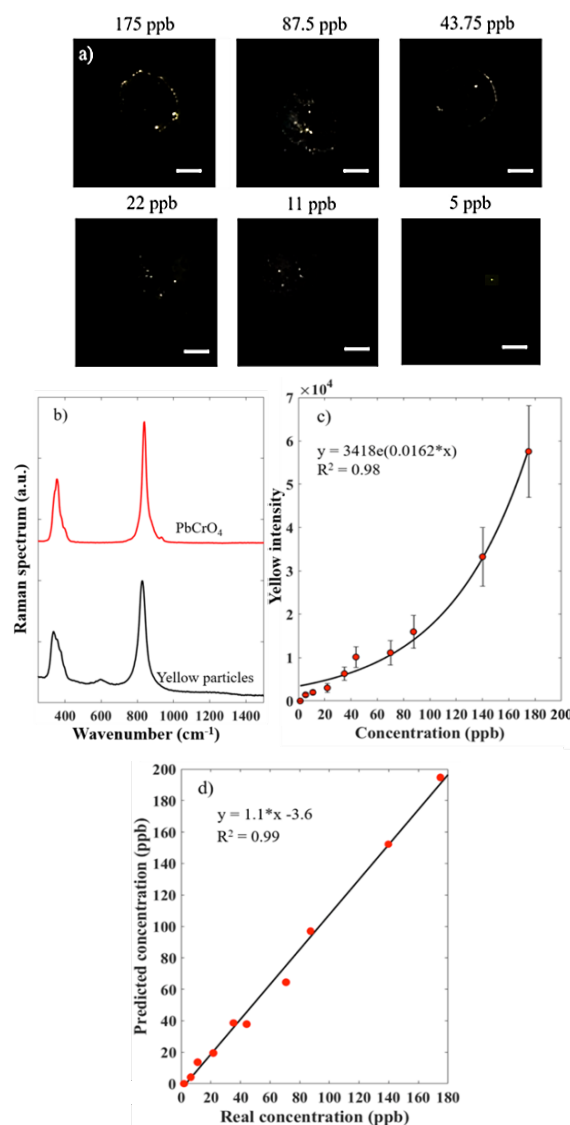 175 ppb 87.5 ppb 43.75 ppb
a)
22 ppb 11 ppb 5 ppb
b)
PbCrO4
Yellow particles
Raman spectrum (a.u.)
400 600 800 1000 1200 1400
Wavenumber (cm-1)
×10^4
c)
y = 3418e(0.0162*x)
R² = 0.98
Yellow intensity
7
6
5
4
3
2
1
0
0 20 40 60 80 100 120 140 160 180 200
Concentration (ppb)
d)
y = 1.1*x -3.6
R² = 0.99
Predicted concentration (ppb)
200
180
160
140
120
100
80
60
40
20
0
0 20 40 60 80 100 120 140 160 180
Real concentration (ppb)